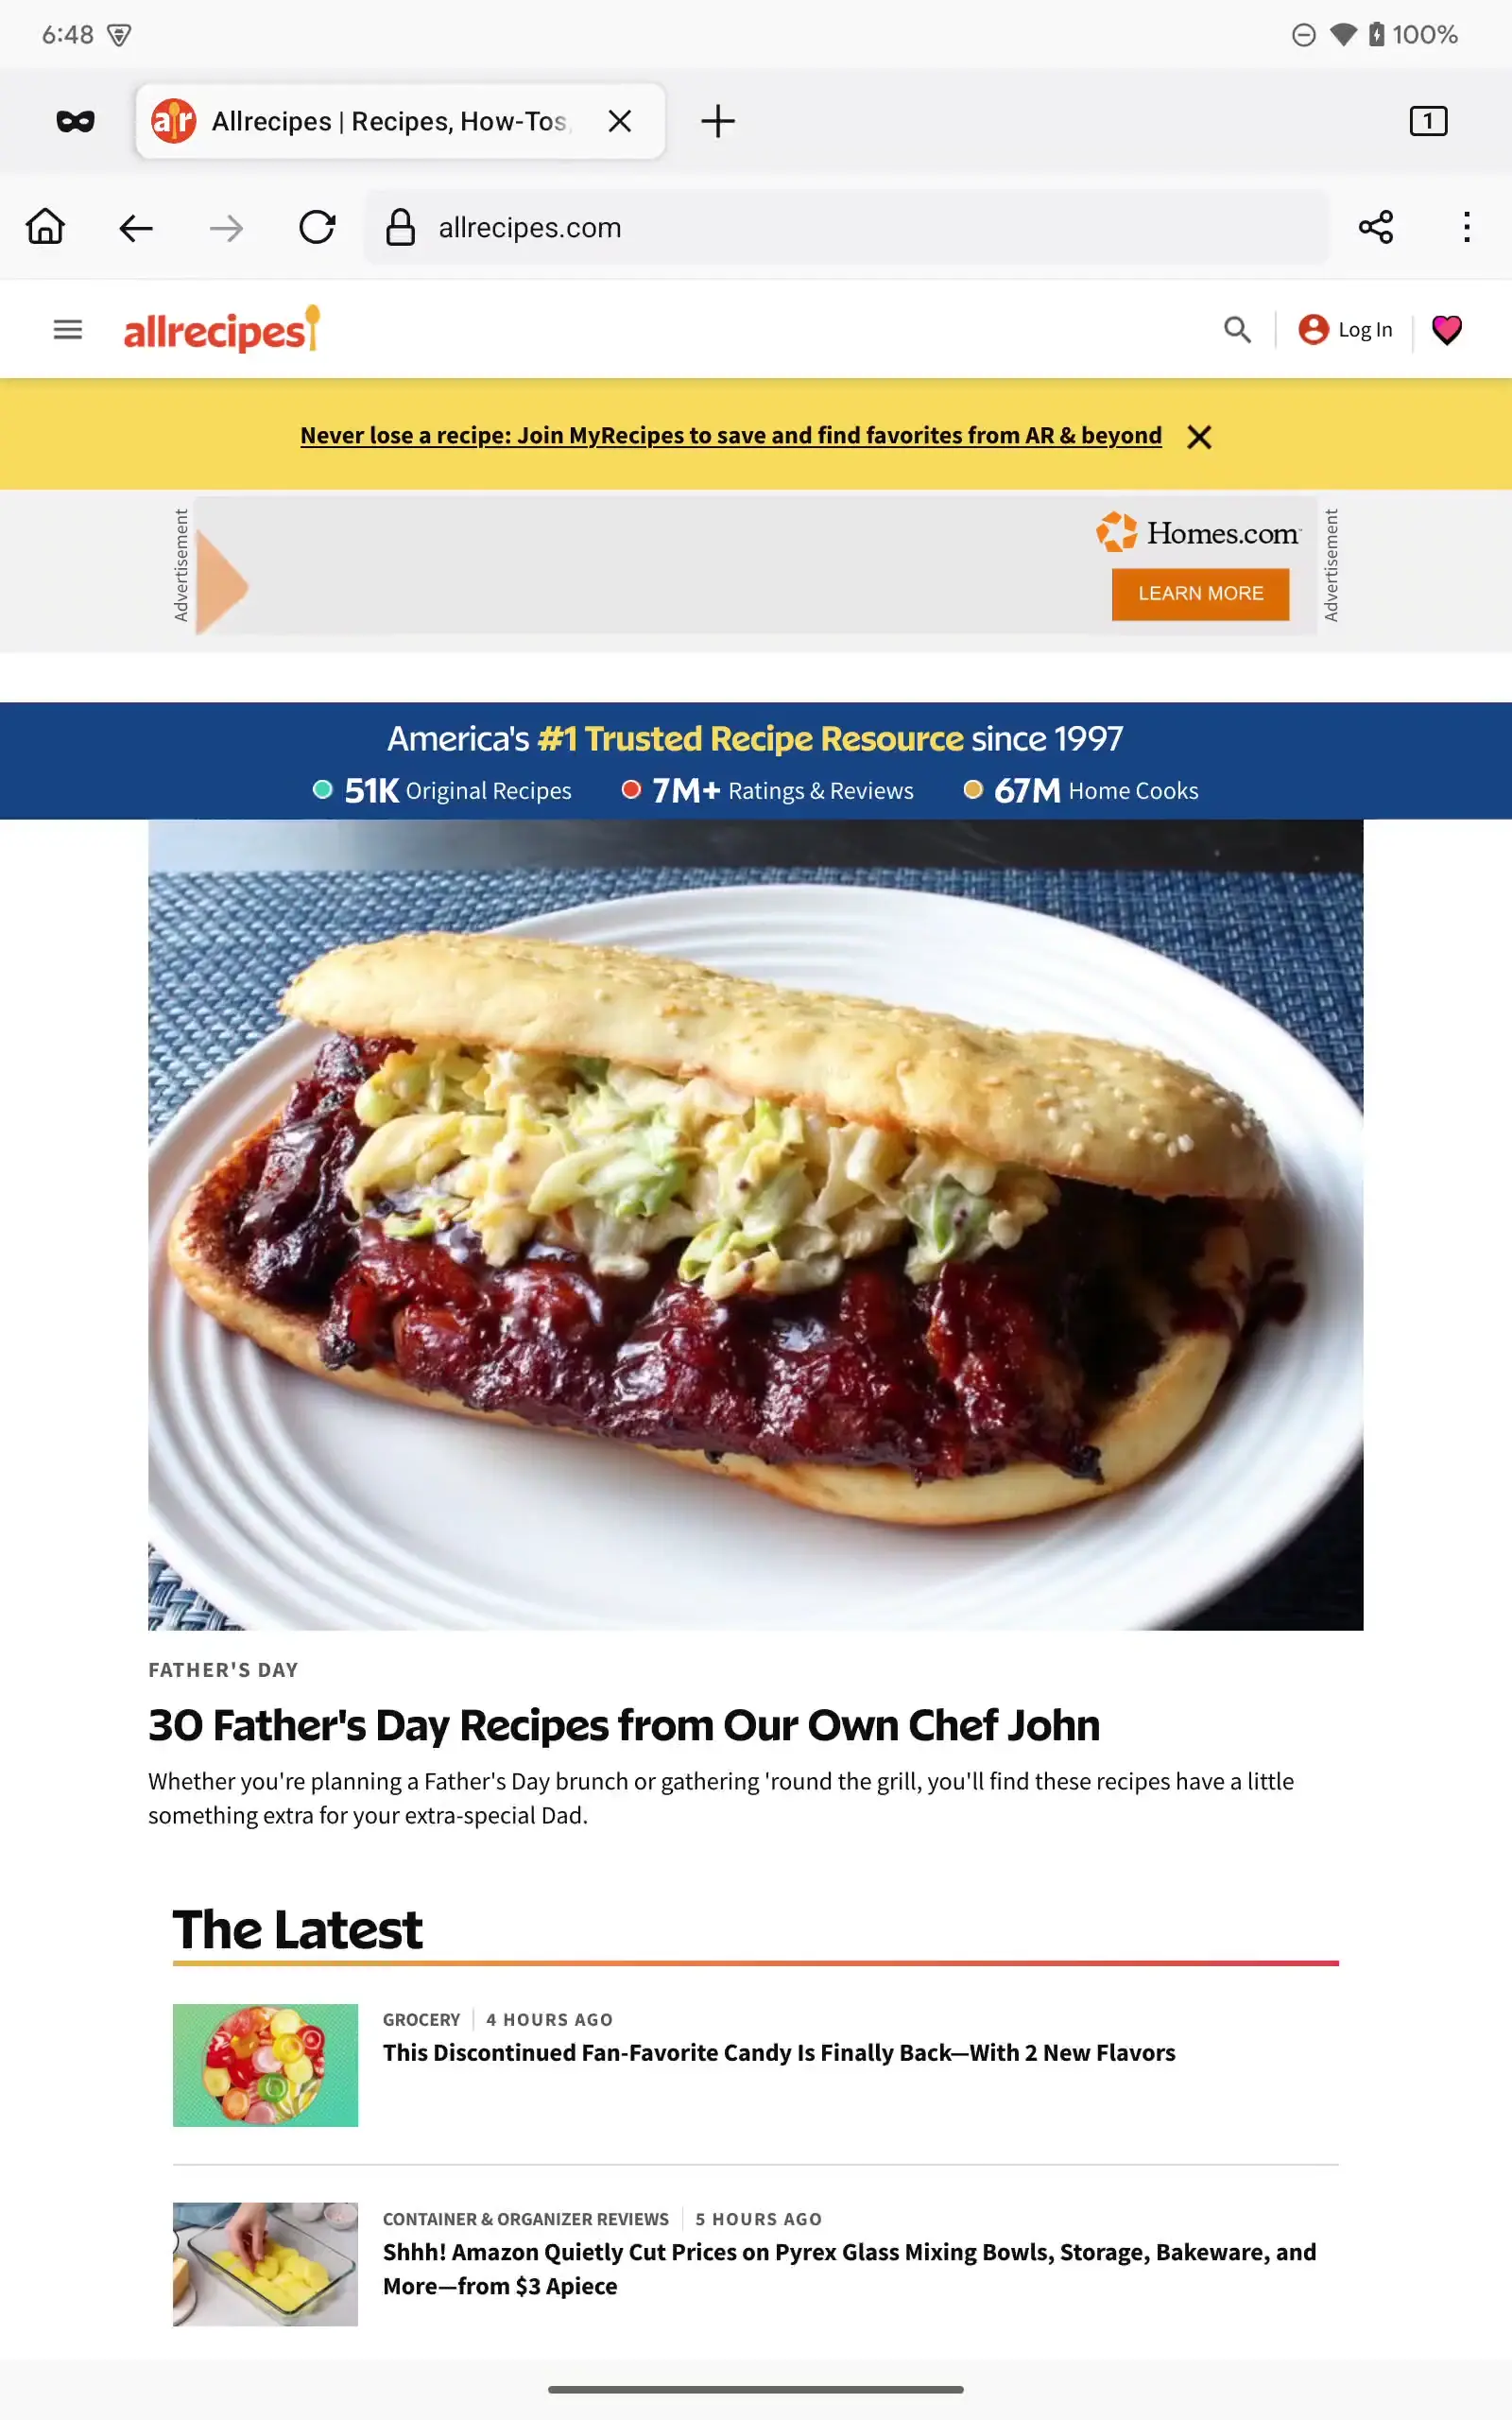 6:48
100%
Allrecipes | Recipes, How-Tos,
1
allrecipes.com
allrecipes
Log In
Never lose a recipe: Join MyRecipes to save and find favorites from AR & beyond
Advertisement
Homes.com
LEARN MORE
Advertisement
America's #1 Trusted Recipe Resource since 1997
51K Original Recipes 7M+ Ratings & Reviews 67M Home Cooks
FATHER'S DAY
30 Father's Day Recipes from Our Own Chef John
Whether you're planning a Father's Day brunch or gathering 'round the grill, you'll find these recipes have a little
something extra for your extra-special Dad.
The Latest
GROCERY 4 HOURS AGO
This Discontinued Fan-Favorite Candy Is Finally Back—With 2 New Flavors
CONTAINER & ORGANIZER REVIEWS 5 HOURS AGO
Shhh! Amazon Quietly Cut Prices on Pyrex Glass Mixing Bowls, Storage, Bakeware, and
More—from $3 Apiece